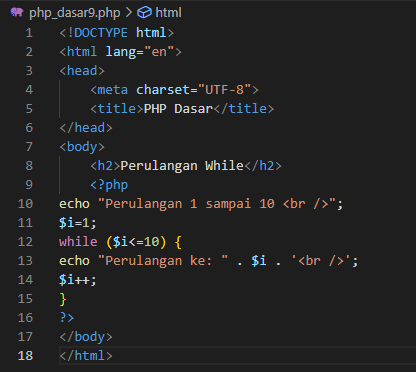 php_dasar9.php > html
1 <!DOCTYPE html>
2 <html lang="en">
3 <head>
4     <meta charset="UTF-8">
5     <title>PHP Dasar</title>
6 </head>
7 <body>
8     <h2>Perulangan While</h2>
9     <?php
10 echo "Perulangan 1 sampai 10 <br />";
11 $i=1;
12 while ($i<=10) {
13 echo "Perulangan ke: " . $i . '<br />';
14 $i++;
15 }
16 ?>
17 </body>
18 </html>